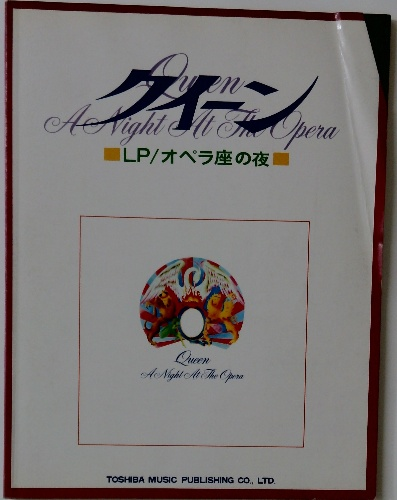 Queen
クイーン
A Night At The Opera
■LP/オペラ座の夜■
Queen
A Night At The Opera
TOSHIBA MUSIC PUBLISHING CO., LTD.